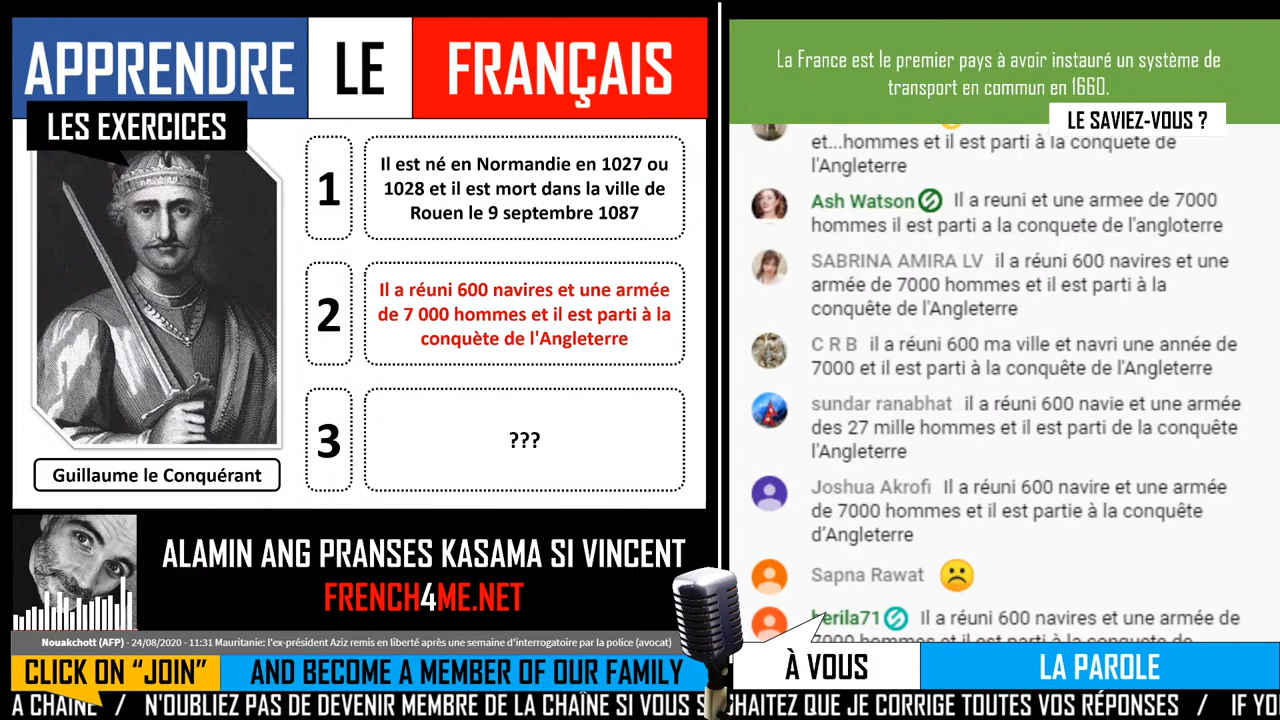 APPRENDRE LE FRANÇAIS
LES EXERCICES
1
Il est né en Normandie en 1027 ou
1028 et il est mort dans la ville de
Rouen le 9 septembre 1087
2
Il a réuni 600 navires et une armée
de 7 000 hommes et il est parti à la
conquète de l'Angleterre
3
???
Guillaume le Conquérant
ALAMIN ANG PRANSES KASAMA SI VINCENT
FRENCH4ME.NET
Nouakchott (AFP) - 24/08/2020 - 11:31 Mauritanie: l'ex-président Aziz remis en liberté après une semaine d'interrogatoire par la police (avocat)
CLICK ON “JOIN” AND BECOME A MEMBER OF OUR FAMILY
La France est le premier pays à avoir instauré un système de
transport en commun en 1660.
LE SAVIEZ-VOUS ?
et...hommes et il est parti à la conquête de
l'Angleterre
Ash Watson Il a reuni et une armee de 7000
hommes il est parti a la conquete de l'angloterre
SABRINA AMIRA LV il a réuni 600 navires et une
armée de 7000 hommes et il est parti à la
conquête de l'Angleterre
C R B il a réuni 600 ma ville et navri une année de
7000 et il est parti à la conquête de l'Angleterre
sundar ranabhat il a réuni 600 navie et une armée
des 27 mille hommes et il est parti de la conquête
l'Angleterre
Joshua Akrofi Il a réuni 600 navire et une armée
de 7000 hommes et il est partie à la conquête
d'Angleterre
Sapna Rawat
berila71 Il a réuni 600 navires et une armée de
7000 hommes et il est parti à la conquête de
À VOUS LA PAROLE
A CHAÎNE / N'OUBLIEZ PAS DE DEVENIR MEMBRE DE LA CHAÎNE SI VOUS SOUHAITEZ QUE JE CORRIGE TOUTES VOS RÉPONSES / IF YO